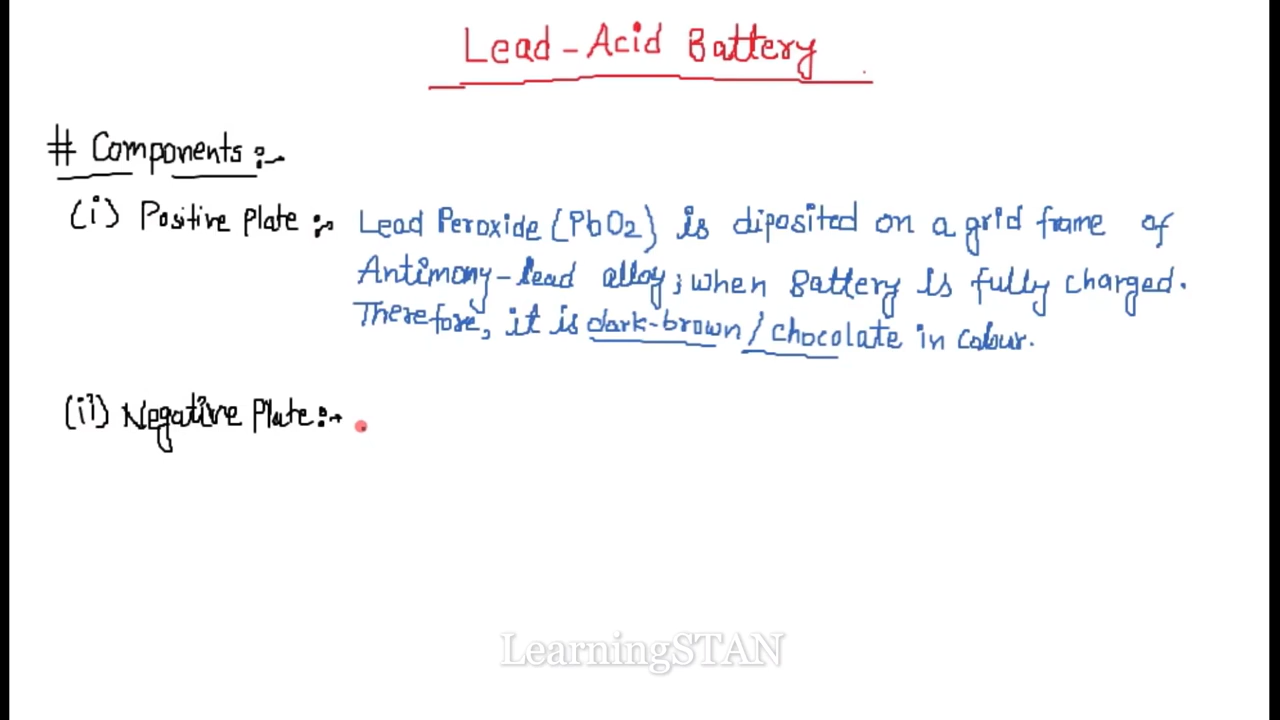 Lead-Acid Battery
# Components :-
(i) Positive Plate :- Lead Peroxide (PbO2) is diposited on a grid frame of
Antimony-lead alloy; when Battery is fully charged.
Therefore, it is dark-brown/chocolate in colour.
(ii) Negative Plate :-
LearningSTAN